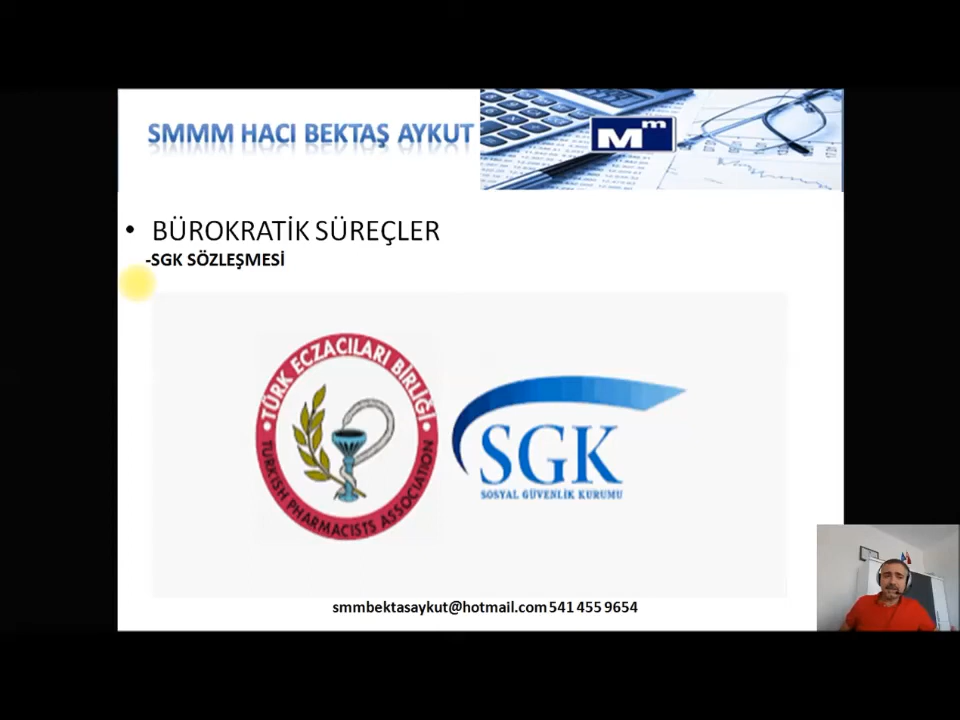 SMMM HACI BEKTAŞ AYKUT
Mm
• BÜROKRATİK SÜREÇLER
-SGK SÖZLEŞMESİ
TÜRK ECZACILARI BİRLİĞİ
TURKISH PHARMACISTS ASSOCIATION
SGK
SOSYAL GÜVENLİK KURUMU
smmbektasaykut@hotmail.com 541 455 9654